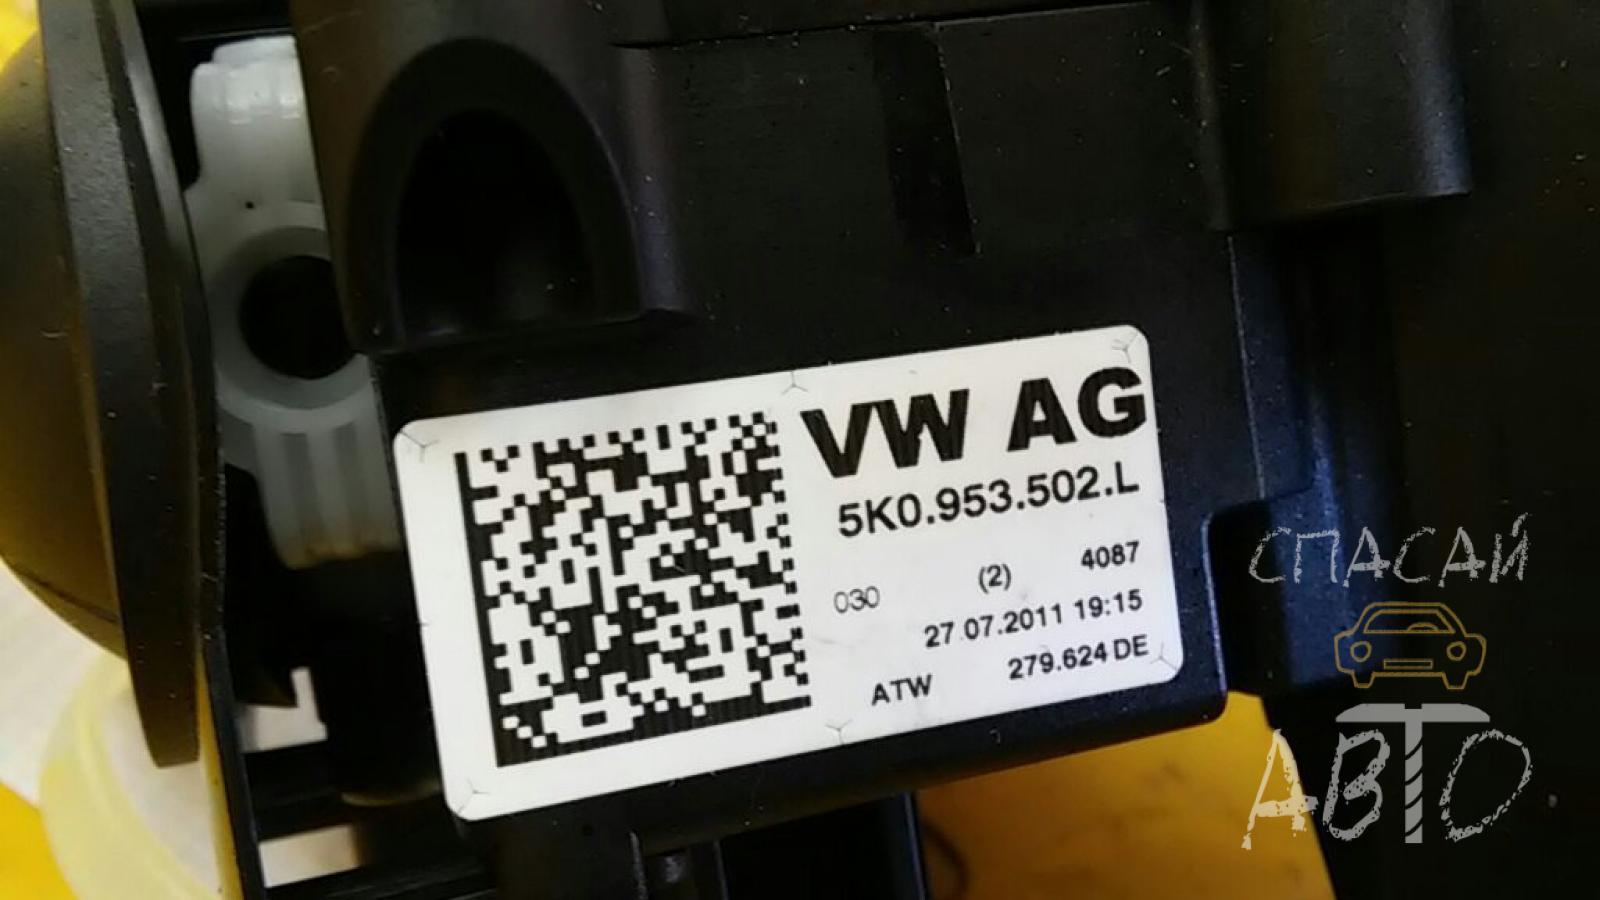 VW AG
5K0.953.502.L
030 (2) 4087
27.07.2011 19:15
ATW 279.624 DE
СПАСАЙ
АВТО